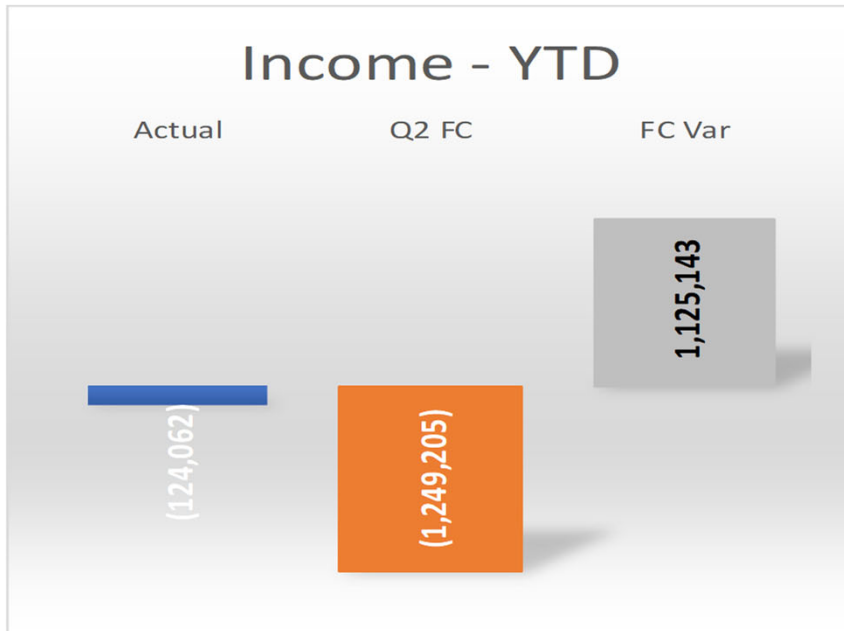 Income - YTD
Actual
Q2 FC
FC Var
(124,062)
(1,249,205)
1,125,143